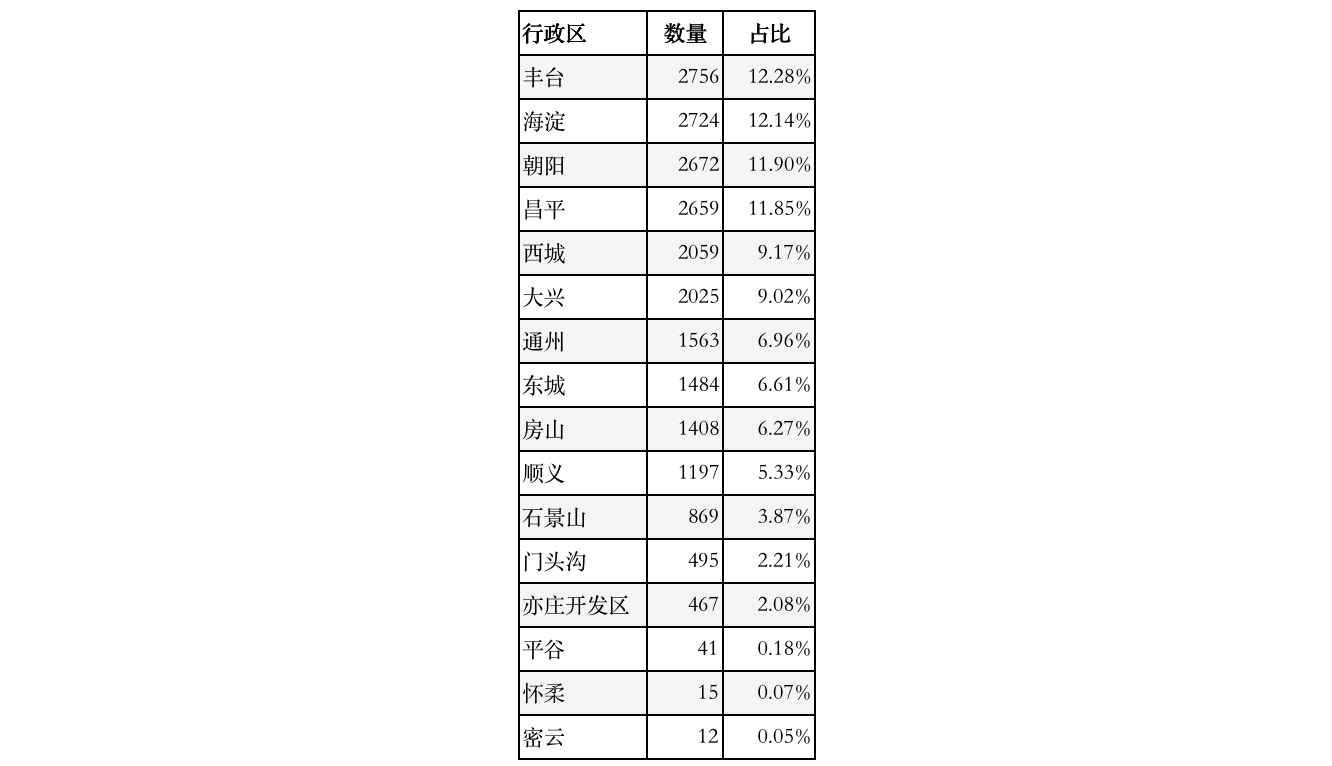 行政区 数量 占比
丰台 2756 12.28%
海淀 2724 12.14%
朝阳 2672 11.90%
昌平 2659 11.85%
西城 2059 9.17%
大兴 2025 9.02%
通州 1563 6.96%
东城 1484 6.61%
房山 1408 6.27%
顺义 1197 5.33%
石景山 869 3.87%
门头沟 495 2.21%
亦庄开发区 467 2.08%
平谷 41 0.18%
怀柔 15 0.07%
密云 12 0.05%